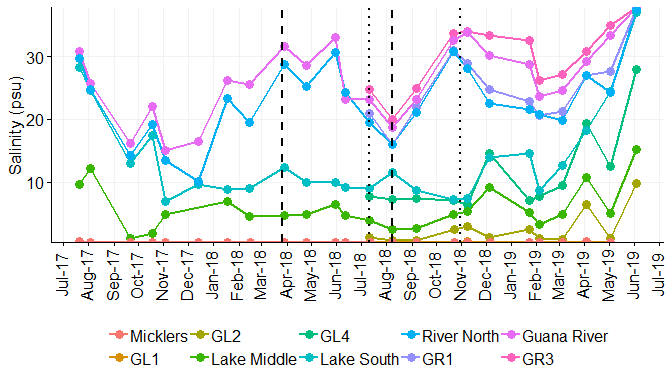 Salinity (psu)
30
20
10
Jul-17 Aug-17 Sep-17 Oct-17 Nov-17 Dec-17 Jan-18 Feb-18 Mar-18 Apr-18 May-18 Jun-18 Jul-18 Aug-18 Sep-18 Oct-18 Nov-18 Dec-18 Jan-19 Feb-19 Mar-19 Apr-19 May-19 Jun-19 Jul-19
Micklers GL2 GL4 River North Guana River
GL1 Lake Middle Lake South GR1 GR3